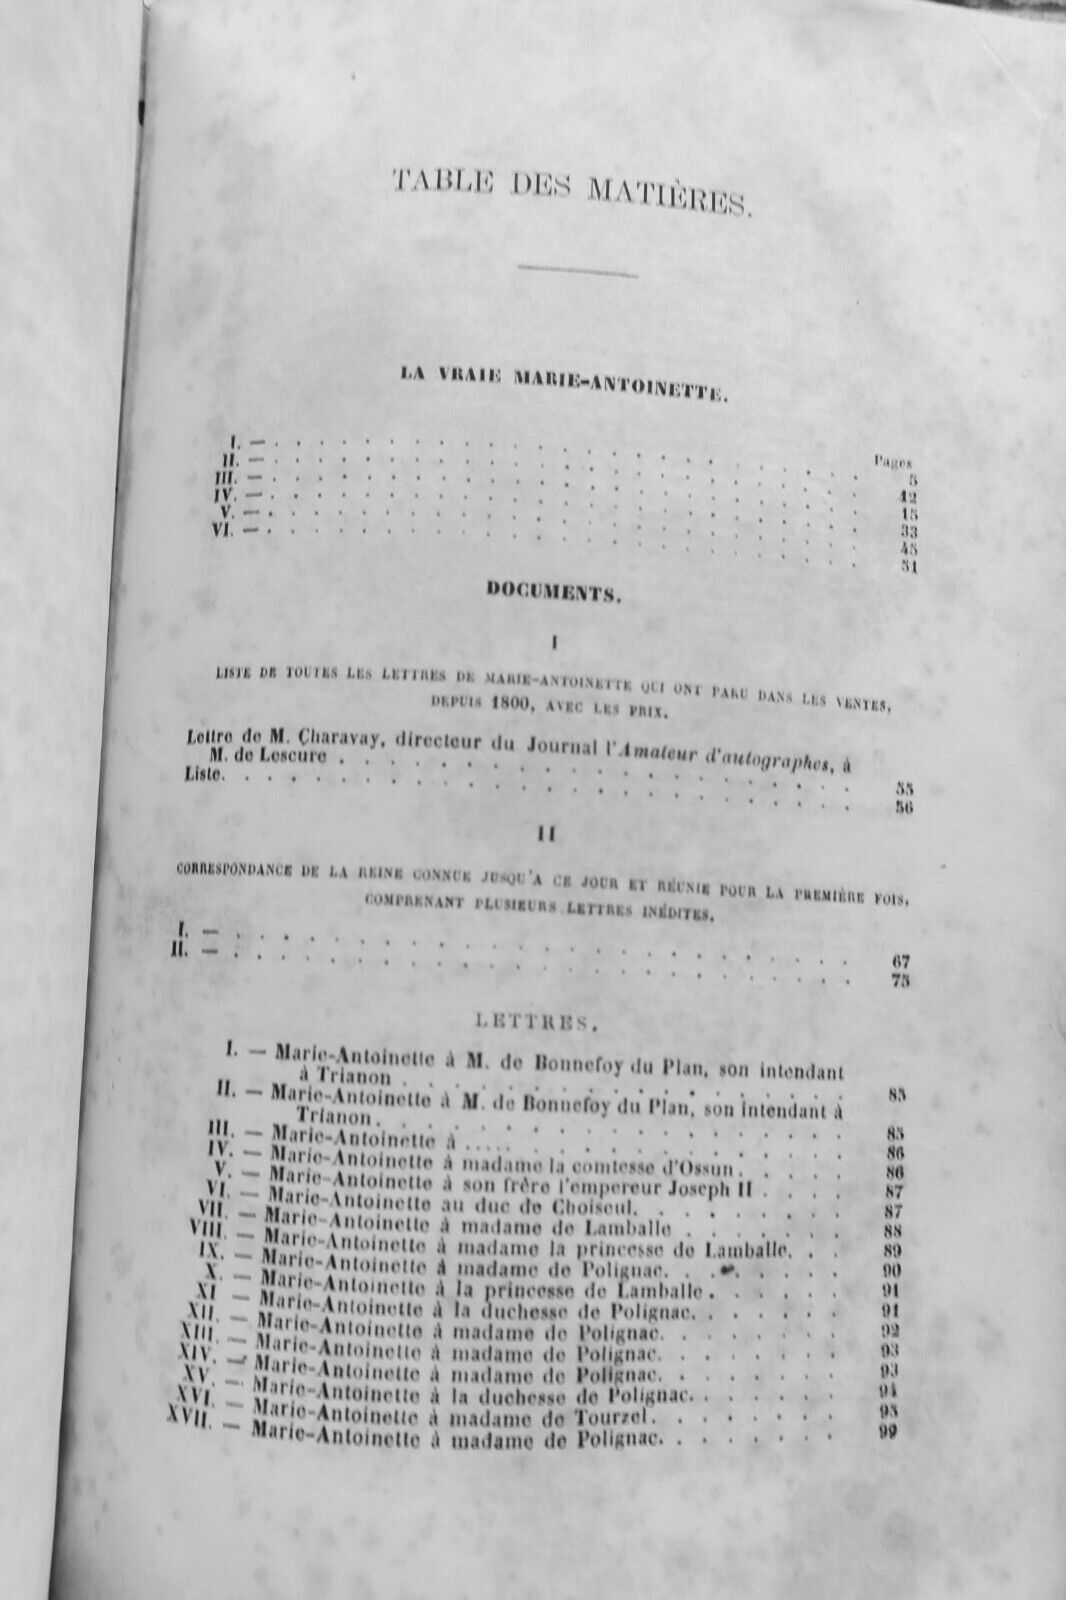 TABLE DES MATIÈRES.
LA VRAIE MARIE-ANTOINETTE.
Pages
I. — . . . . . . . . . . . . . . . . . . . . . . . . . 5
II. — . . . . . . . . . . . . . . . . . . . . . . . . . 12
III. — . . . . . . . . . . . . . . . . . . . . . . . . . 15
IV. — . . . . . . . . . . . . . . . . . . . . . . . . . 33
V. — . . . . . . . . . . . . . . . . . . . . . . . . . 45
VI. — . . . . . . . . . . . . . . . . . . . . . . . . . 51
DOCUMENTS.
I
LISTE DE TOUTES LES LETTRES DE MARIE-ANTOINETTE QUI ONT PARU DANS LES VENTES,
DEPUIS 1800, AVEC LES PRIX.
Lettre de M. Charavay, directeur du Journal l'Amateur d'autographes, à
M. de Lescure . . . . . . . . . . . . . . . . . . . . 55
Liste. . . . . . . . . . . . . . . . . . . . . . . . . 56
II
CORRESPONDANCE DE LA REINE CONNUE JUSQU'A CE JOUR ET RÉUNIE POUR LA PREMIÈRE FOIS,
COMPRENANT PLUSIEURS LETTRES INÉDITES.
I. — . . . . . . . . . . . . . . . . . . . . . . . . . 67
II. — . . . . . . . . . . . . . . . . . . . . . . . . . 75
LETTRES.
I. — Marie-Antoinette à M. de Bonnefoy du Plan, son intendant
à Trianon . . . . . . . . . . . . . . . . . . . 85
II. — Marie-Antoinette à M. de Bonnefoy du Plan, son intendant à
Trianon. . . . . . . . . . . . . . . . . . . . 85
III. — Marie-Antoinette à ..... . . . . . . . . . . . . 86
IV. — Marie-Antoinette à madame la comtesse d'Ossun. . . . . 86
V. — Marie-Antoinette à son frère l'empereur Joseph II . . . . 87
VI. — Marie-Antoinette au duc de Choiseul. . . . . . . . . 87
VII. — Marie-Antoinette à madame de Lamballe . . . . . . . 88
VIII. — Marie-Antoinette à madame la princesse de Lamballe. . . 89
IX. — Marie-Antoinette à madame de Polignac. . . . . . . . 90
X. — Marie-Antoinette à la princesse de Lamballe . . . . . . 91
XI — Marie-Antoinette à la duchesse de Polignac. . . . . . . 91
XII. — Marie-Antoinette à madame de Polignac. . . . . . . . 92
XIII. — Marie-Antoinette à madame de Polignac. . . . . . . . 93
XIV. — Marie-Antoinette à madame de Polignac. . . . . . . . 93
XV. — Marie-Antoinette à la duchesse de Polignac. . . . . . . 94
XVI. — Marie-Antoinette à madame de Tourzel. . . . . . . . 95
XVII. — Marie-Antoinette à madame de Polignac. . . . . . . . 99